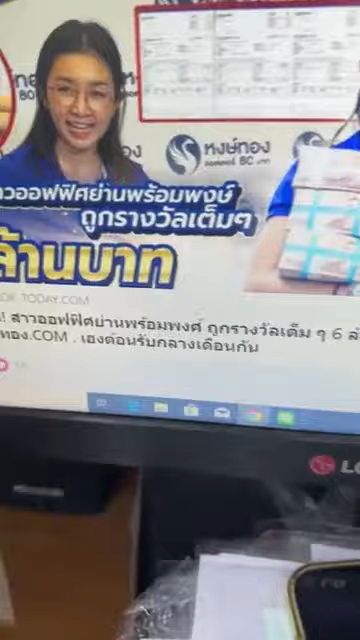 หงษ์ทอง
าวออฟฟิศย่านพร้อมพงษ์
ถูกรางวัลเต็มๆ
ล้านบาท
TODAY.COM
! สาวออฟฟิศย่านพร้อมพงศ์ ถูกรางวัลเต็ม ๆ 6 ล้
ทอง.COM . เฮงต้อนรับกลางเดือนกัน